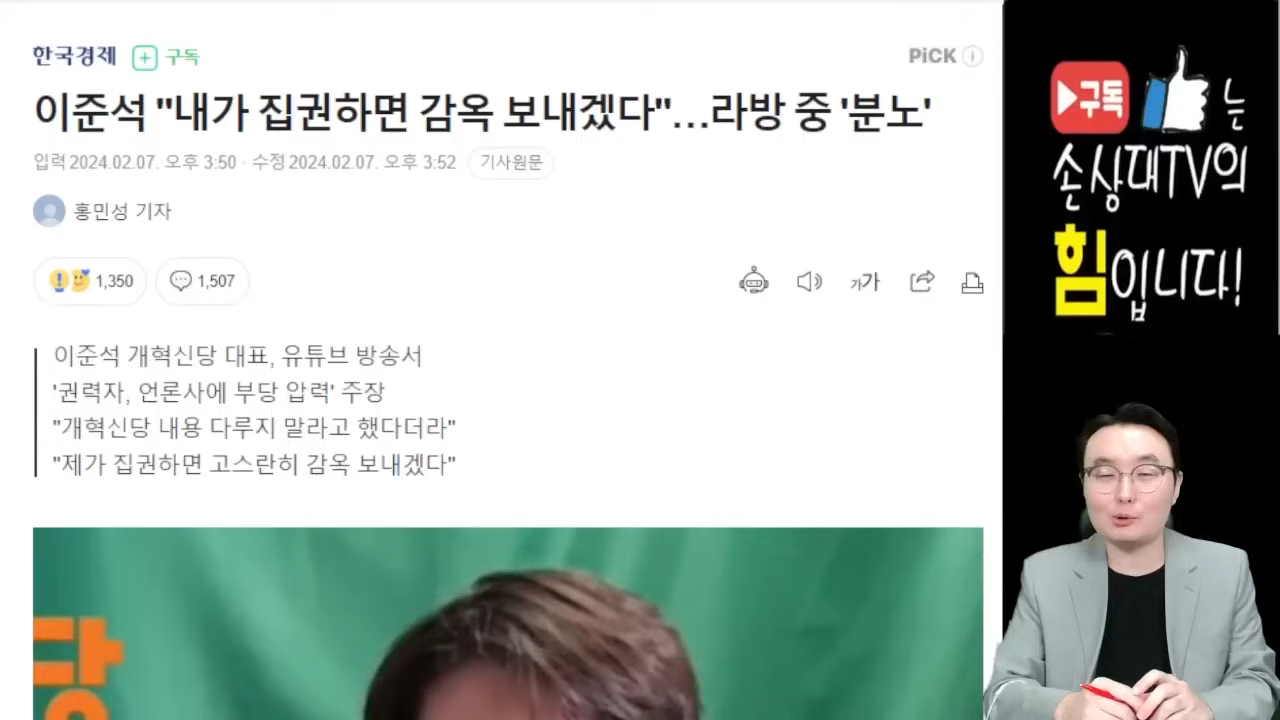 한국경제 구독
PiCK
이준석 "내가 집권하면 감옥 보내겠다"…라방 중 '분노'
입력 2024.02.07. 오후 3:50 · 수정 2024.02.07. 오후 3:52 기사원문
홍민성 기자
1,350 1,507
가가
이준석 개혁신당 대표, 유튜브 방송서
'권력자, 언론사에 부당 압력' 주장
"개혁신당 내용 다루지 말라고 했다더라"
"제가 집권하면 고스란히 감옥 보내겠다"
당
구독 는
손상대TV의
힘입니다!